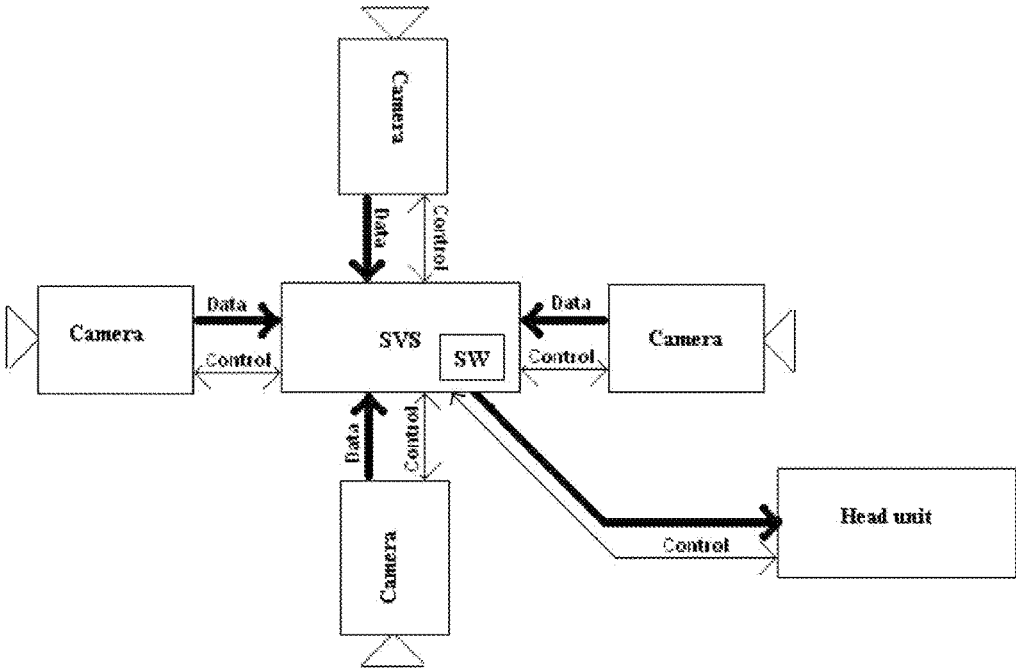 Camera
Data
Control
Data
Camera
Control
SVS
SW
Data
Camera
Control
Data
Control
Camera
Head unit
Control